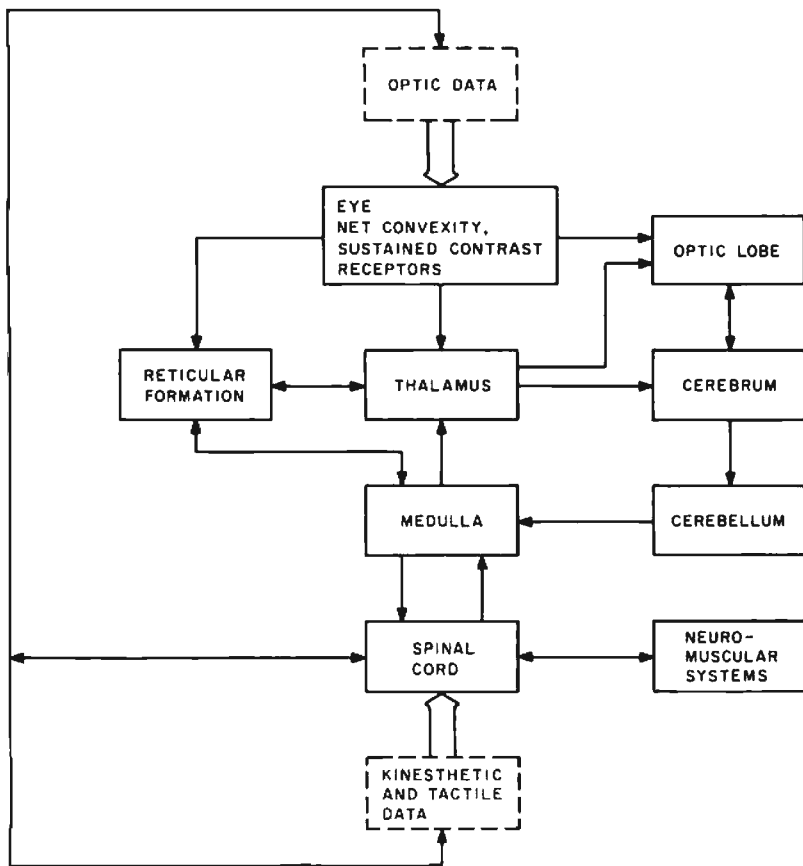 OPTIC DATA
EYE
NET CONVEXITY,
SUSTAINED CONTRAST
RECEPTORS
OPTIC LOBE
RETICULAR
FORMATION
THALAMUS
CEREBRUM
MEDULLA
CEREBELLUM
SPINAL
CORD
NEURO-
MUSCULAR
SYSTEMS
KINESTHETIC
AND TACTILE
DATA